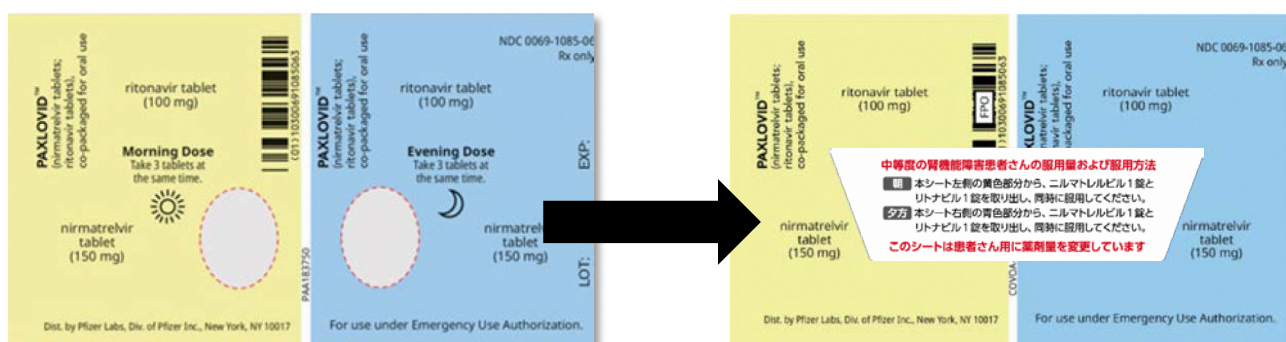 PAXLOVID™
(nirmatrelvir tablets;
ritonavir tablets),
co-packaged for oral use
ritonavir tablet
(100 mg)
(01)10300691085063
Morning Dose
Take 3 tablets at
the same time.
nirmatrelvir
tablet
(150 mg)
PAA183750
Dist. by Pfizer Labs, Div. of Pfizer Inc., New York, NY 10017
NDC 0069-1085-06
Rx only
PAXLOVID™
(nirmatrelvir tablets;
ritonavir tablets),
co-packaged for oral use
ritonavir tablet
(100 mg)
Evening Dose
Take 3 tablets at
the same time.
EXP:
LOT:
tablet
(150 mg)
For use under Emergency Use Authorization.
PAXLOVID™
(nirmatrelvir tablets;
ritonavir tablets),
co-packaged for oral use
ritonavir tablet
(100 mg)
FPO
NDC 0069-1085-06
Rx only
ritonavir tablet
(100 mg)
中等度の腎機能障害患者さんの服用量および服用方法
朝 本シート左側の黄色部分から、ニルマトレルビル1錠と
リトナビル1錠を取り出し、同時に服用してください。
夕方 本シート右側の青色部分から、ニルマトレルビル1錠と
リトナビル1錠を取り出し、同時に服用してください。
このシートは患者さん用に薬剤量を変更しています
nirmatrelvir
tablet
(150 mg)
nirmatrelvir
tablet
(150 mg)
Dist. by Pfizer Labs, Div. of Pfizer Inc., New York, NY 10017
For use under Emergency Use Authorization.